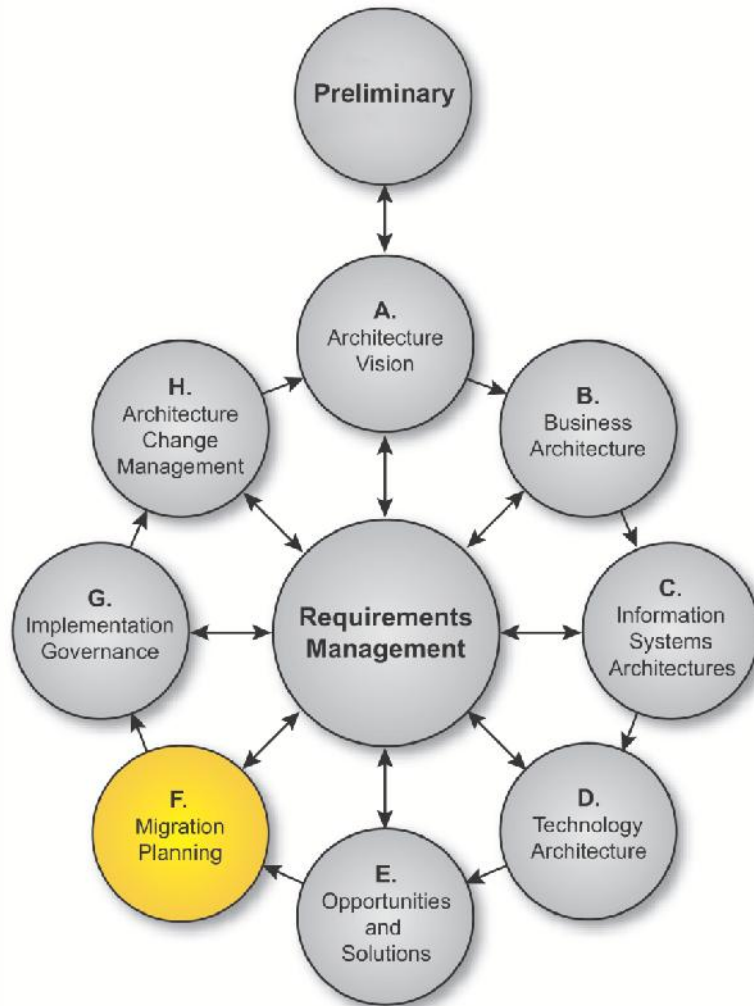 Preliminary
A.
Architecture
Vision
B.
Business
Architecture
C.
Information
Systems
Architectures
D.
Technology
Architecture
E.
Opportunities
and
Solutions
F.
Migration
Planning
G.
Implementation
Governance
H.
Architecture
Change
Management
Requirements
Management